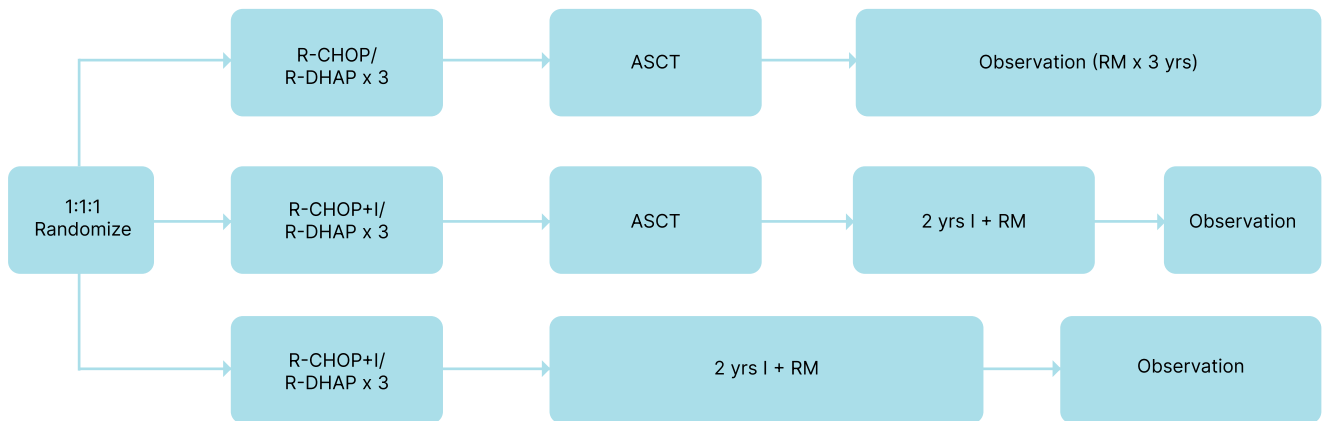 R-CHOP/
R-DHAP x 3
ASCT
Observation (RM x 3 yrs)
1:1:1
Randomize
R-CHOP+I/
R-DHAP x 3
ASCT
2 yrs I + RM
Observation
R-CHOP+I/
R-DHAP x 3
2 yrs I + RM
Observation